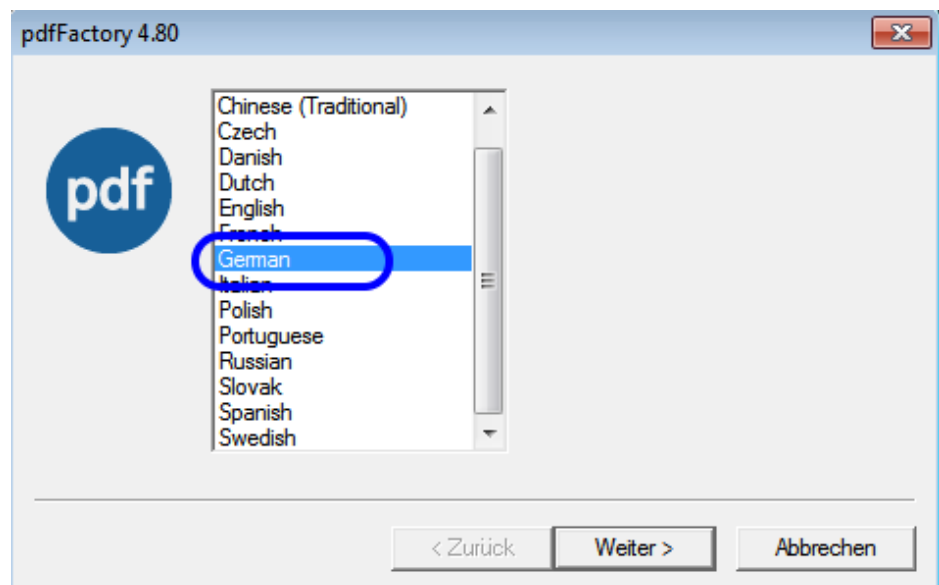 pdfFactory 4.80
pdf
Chinese (Traditional)
Czech
Danish
Dutch
English
French
German
Italian
Polish
Portuguese
Russian
Slovak
Spanish
Swedish
< Zurück
Weiter >
Abbrechen